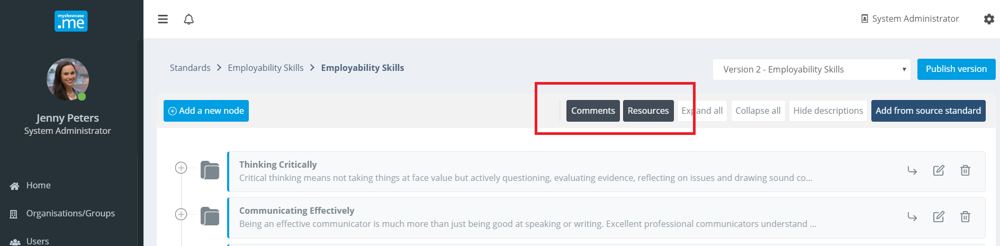 myshowcase
.me
System Administrator
Jenny Peters
System Administrator
Home
Organisations/Groups
Users
Standards > Employability Skills > Employability Skills
Version 2 - Employability Skills
Publish version
Add a new node
Comments
Resources
Expand all
Collapse all
Hide descriptions
Add from source standard
Thinking Critically
Critical thinking means not taking things at face value but actively questioning, evaluating evidence, reflecting on issues and drawing sound co...
Communicating Effectively
Being an effective communicator is much more than just being good at speaking or writing. Excellent professional communicators understand ...